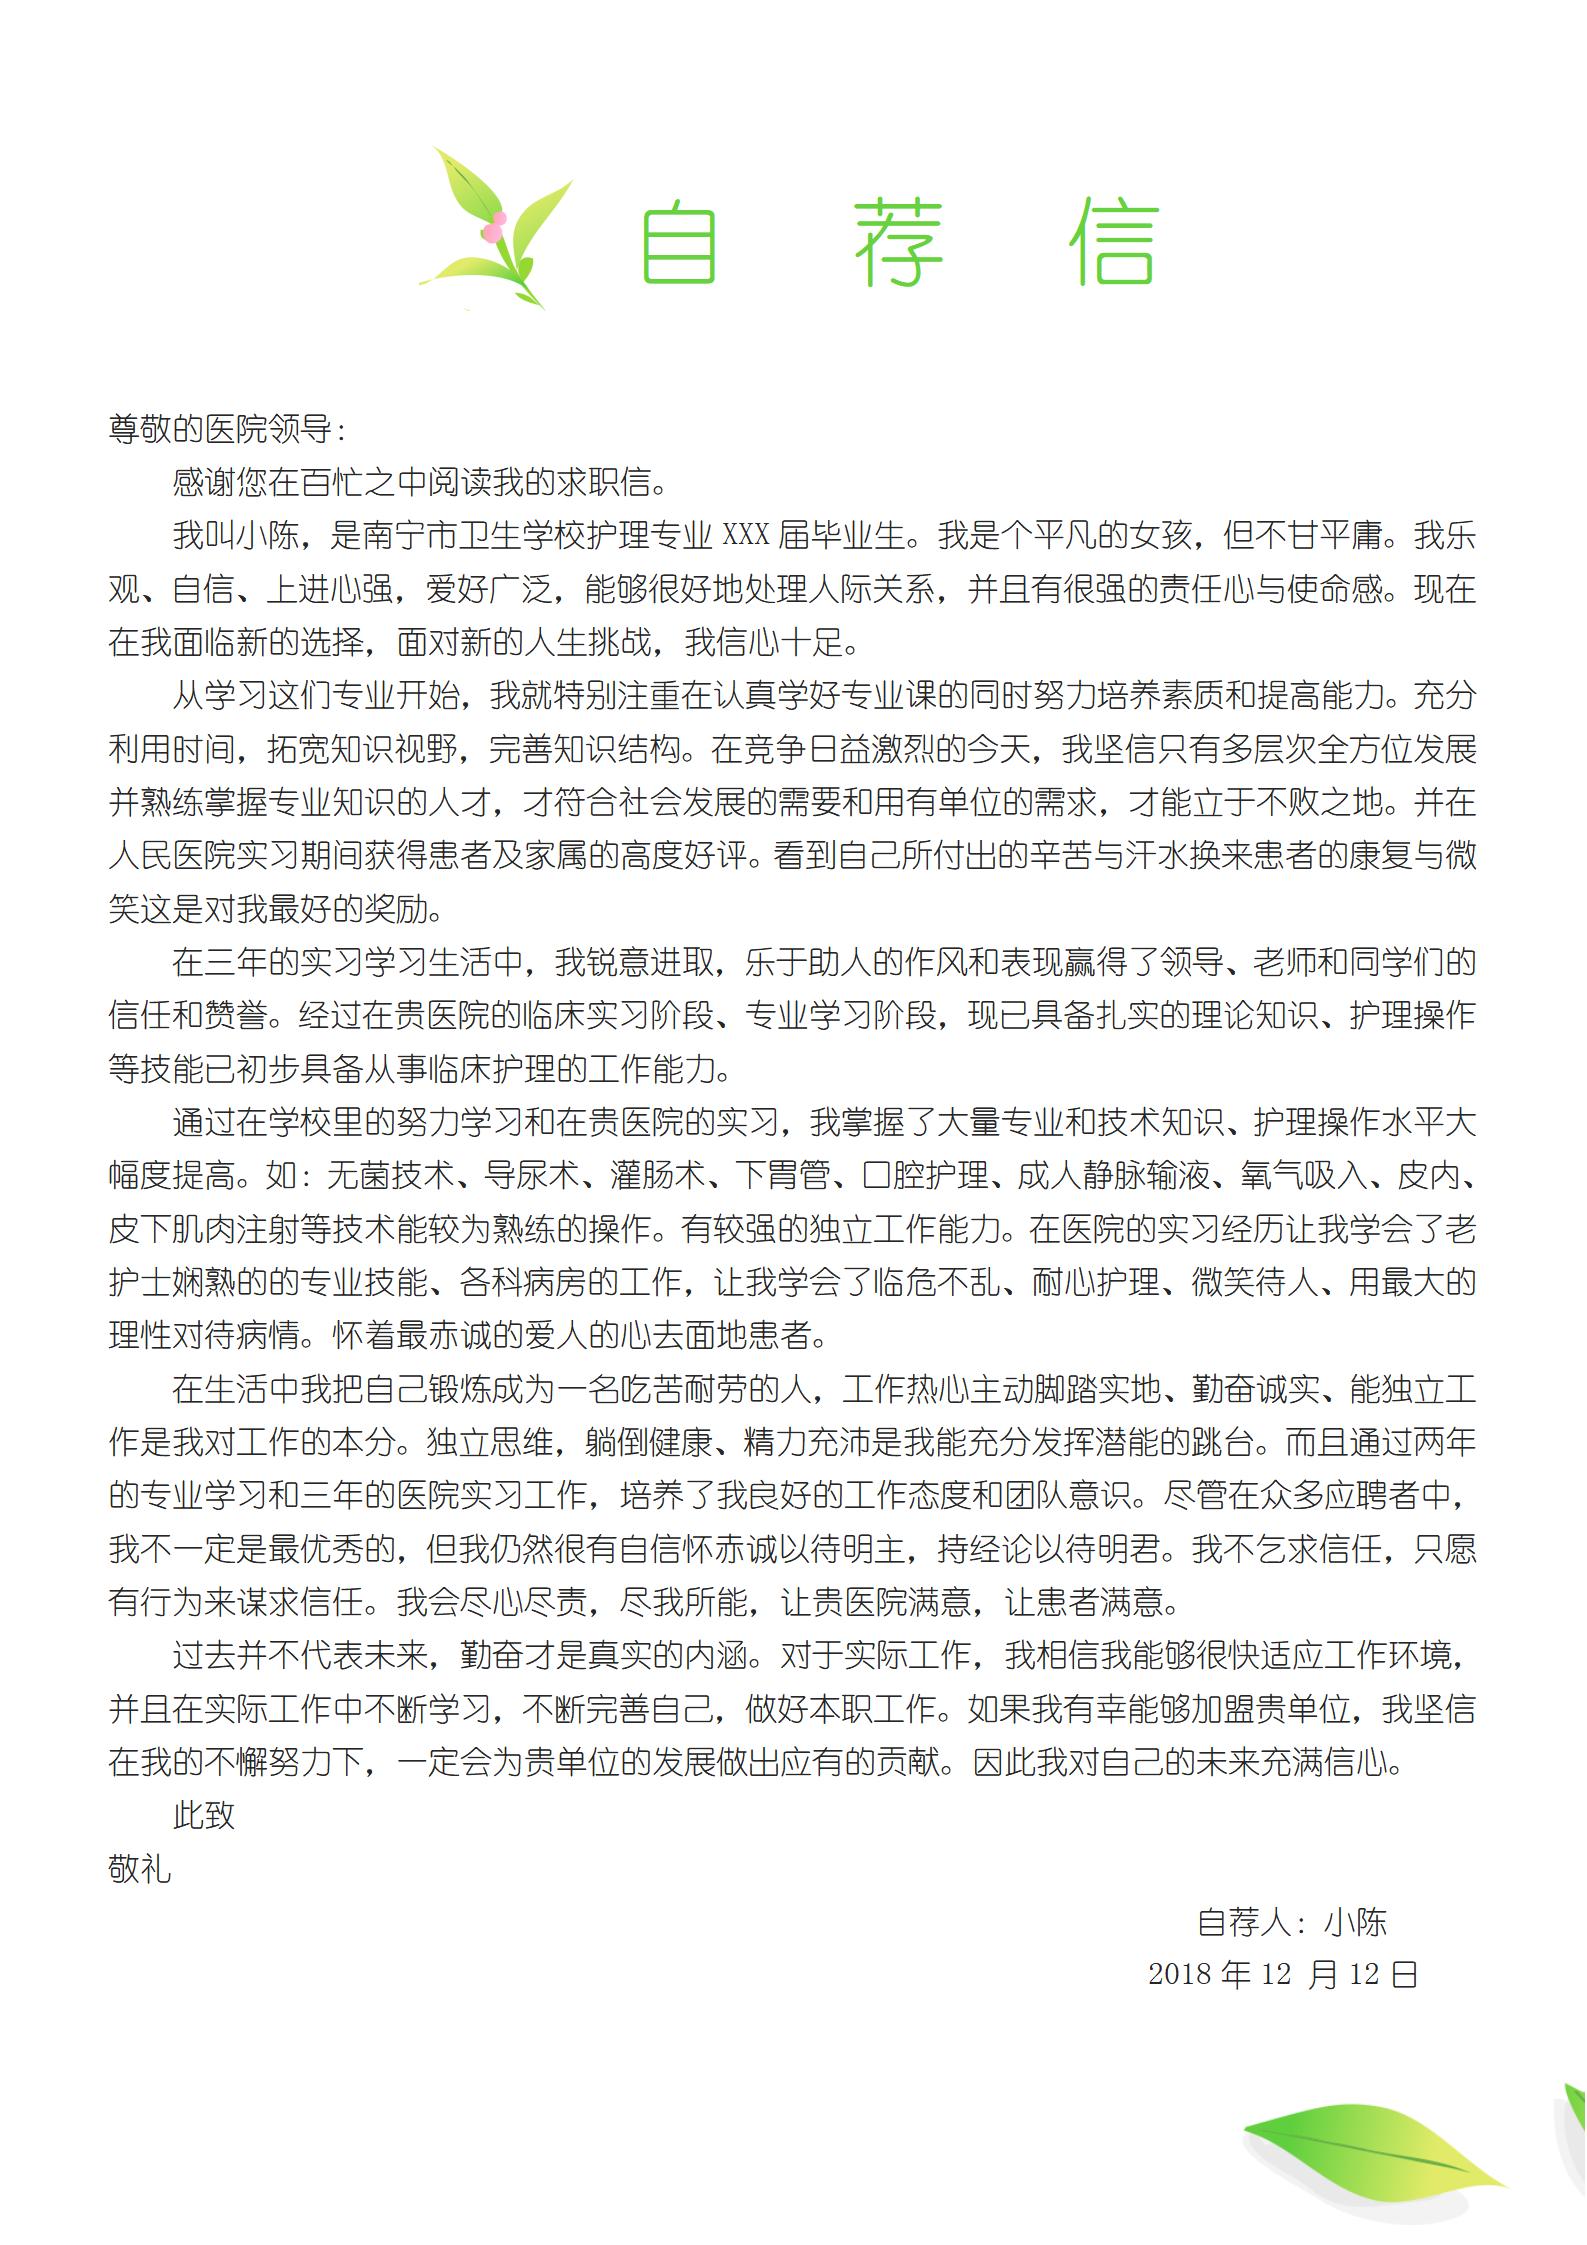 自 荐 信
尊敬的医院领导：
感谢您在百忙之中阅读我的求职信。
我叫小陈，是南宁市卫生学校护理专业 XXX 届毕业生。我是个平凡的女孩，但不甘平庸。我乐
观、自信、上进心强，爱好广泛，能够很好地处理人际关系，并且有很强的责任心与使命感。现在
在我面临新的选择，面对新的人生挑战，我信心十足。
从学习这们专业开始，我就特别注重在认真学好专业课的同时努力培养素质和提高能力。充分
利用时间，拓宽知识视野，完善知识结构。在竞争日益激烈的今天，我坚信只有多层次全方位发展
并熟练掌握专业知识的人才，才符合社会发展的需要和用有单位的需求，才能立于不败之地。并在
人民医院实习期间获得患者及家属的高度好评。看到自己所付出的辛苦与汗水换来患者的康复与微
笑这是对我最好的奖励。
在三年的实习学习生活中，我锐意进取，乐于助人的作风和表现赢得了领导、老师和同学们的
信任和赞誉。经过在贵医院的临床实习阶段、专业学习阶段，现已具备扎实的理论知识、护理操作
等技能已初步具备从事临床护理的工作能力。
通过在学校里的努力学习和在贵医院的实习，我掌握了大量专业和技术知识、护理操作水平大
幅度提高。如：无菌技术、导尿术、灌肠术、下胃管、口腔护理、成人静脉输液、氧气吸入、皮内、
皮下肌肉注射等技术能较为熟练的操作。有较强的独立工作能力。在医院的实习经历让我学会了老
护士娴熟的的专业技能、各科病房的工作，让我学会了临危不乱、耐心护理、微笑待人、用最大的
理性对待病情。怀着最赤诚的爱人的心去面地患者。
在生活中我把自己锻炼成为一名吃苦耐劳的人，工作热心主动脚踏实地、勤奋诚实、能独立工
作是我对工作的本分。独立思维，躺倒健康、精力充沛是我能充分发挥潜能的跳台。而且通过两年
的专业学习和三年的医院实习工作，培养了我良好的工作态度和团队意识。尽管在众多应聘者中，
我不一定是最优秀的，但我仍然很有自信怀赤诚以待明主，持经论以待明君。我不乞求信任，只愿
有行为来谋求信任。我会尽心尽责，尽我所能，让贵医院满意，让患者满意。
过去并不代表未来，勤奋才是真实的内涵。对于实际工作，我相信我能够很快适应工作环境，
并且在实际工作中不断学习，不断完善自己，做好本职工作。如果我有幸能够加盟贵单位，我坚信
在我的不懈努力下，一定会为贵单位的发展做出应有的贡献。因此我对自己的未来充满信心。
此致
敬礼
自荐人：小陈
2018 年 12 月 12 日